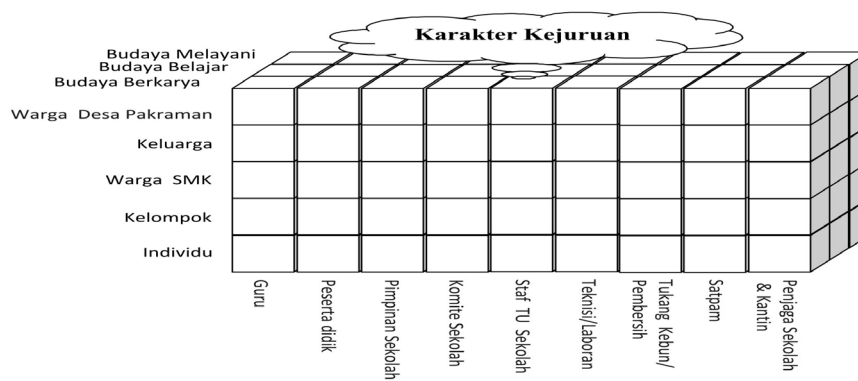 Karakter Kejuruan
Budaya Melayani
Budaya Belajar
Budaya Berkarya
Warga Desa Pakraman
Keluarga
Warga SMK
Kelompok
Individu
Guru
Peserta didik
Pimpinan Sekolah
Komite Sekolah
Staf TU Sekolah
Teknisi/Laboran
Tukang Kebun/
Pembersih
Satpam
Penjaga Sekolah
& Kantin